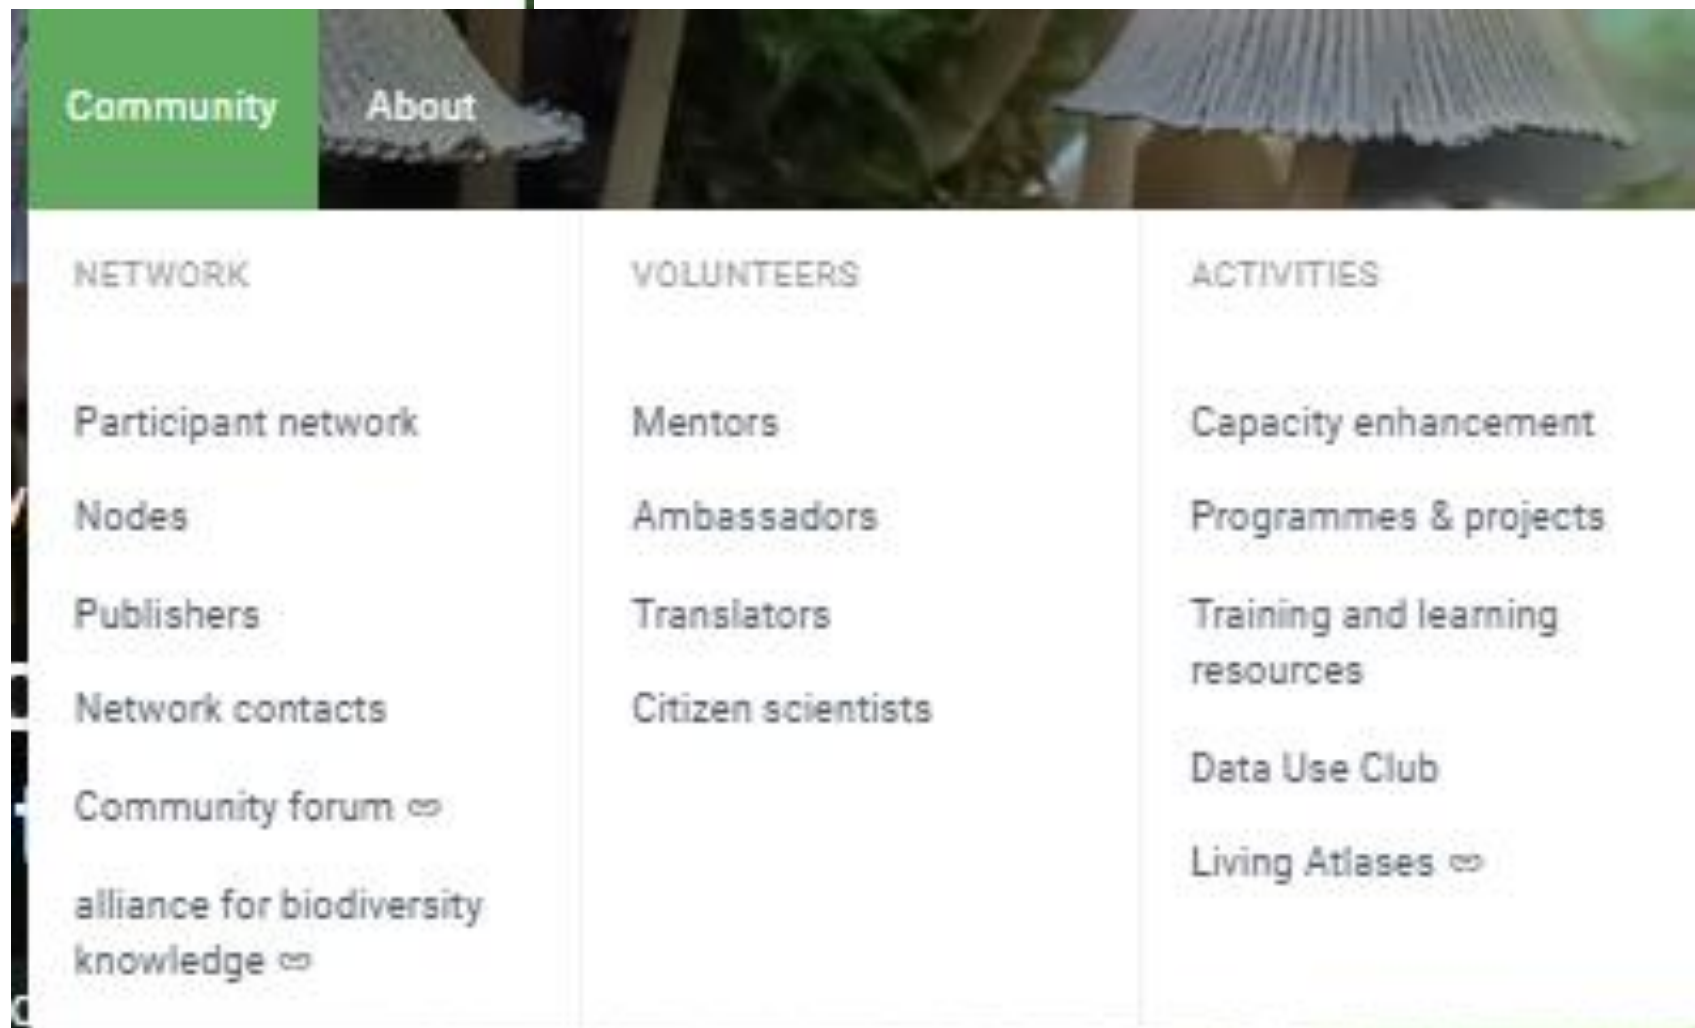 Community About
NETWORK
Participant network
Nodes
Publishers
Network contacts
Community forum
alliance for biodiversity
knowledge
VOLUNTEERS
Mentors
Ambassadors
Translators
Citizen scientists
ACTIVITIES
Capacity enhancement
Programmes & projects
Training and learning
resources
Data Use Club
Living Atlases